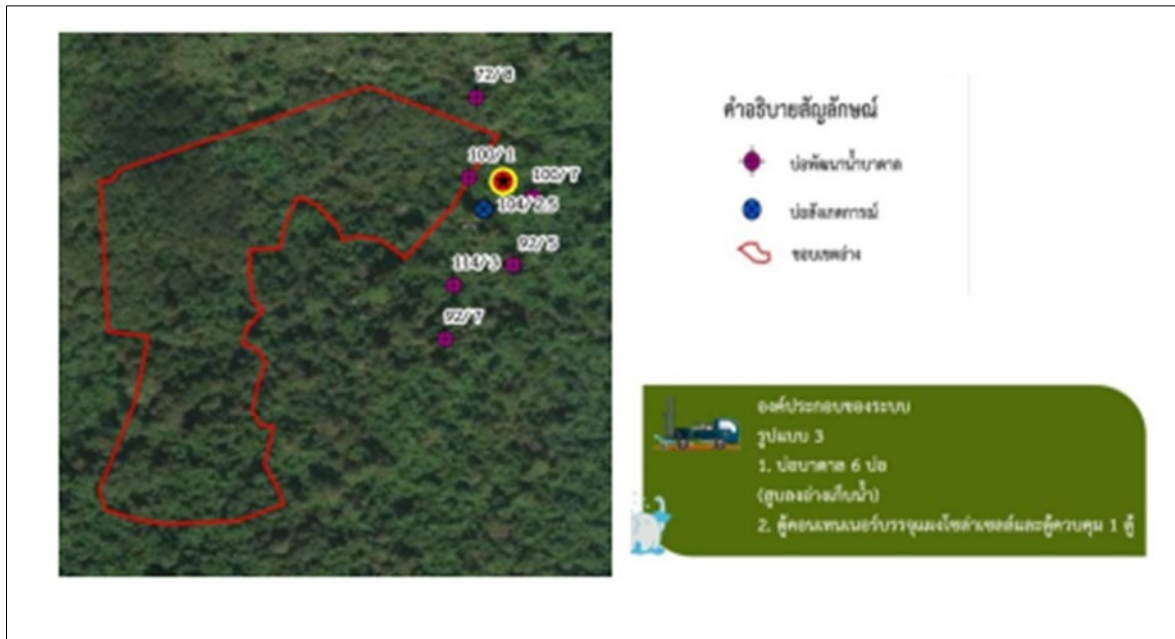 72/8
100/1
100/7
104/2.5
92/5
114/3
92/7
คำอธิบายสัญลักษณ์
บ่อพัฒนาน้ำบาดาล
บ่อสังเกตการณ์
ขอบเขตอ่าง
องค์ประกอบของระบบ
รูปแบบ 3
1. บ่อบาดาล 6 บ่อ
(สูบลงอ่างเก็บน้ำ)
2. ตู้คอนเทนเนอร์บรรจุแผงโซล่าเซลล์และตู้ควบคุม 1 ตู้